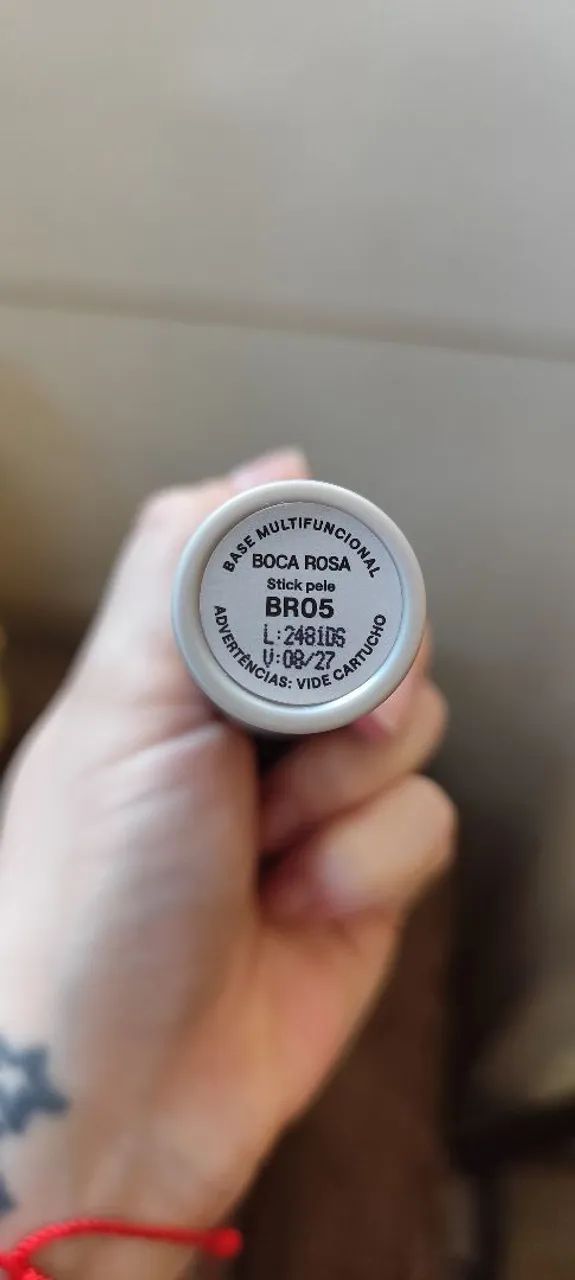 BASE MULTIFUNCIONAL
BOCA ROSA
Stick pele
BR05
L:2481DS
V:08/27
ADVERTÊNCIAS: VIDE CARTUCHO